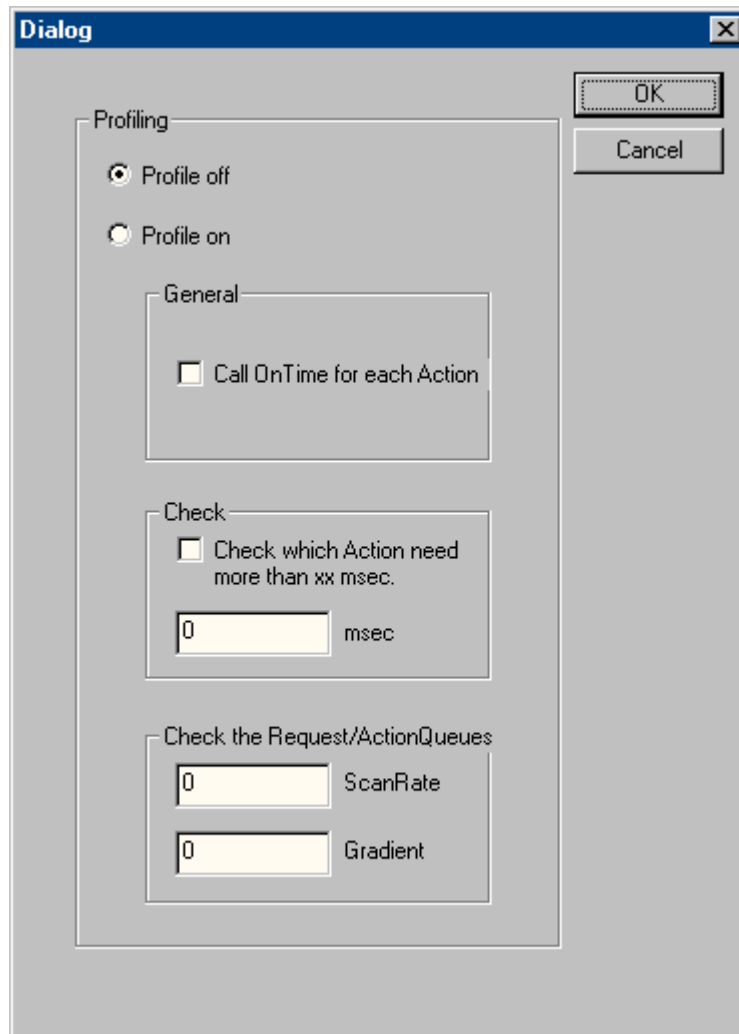 Dialog
OK
Cancel
Profiling
Profile off
Profile on
General
Call OnTime for each Action
Check
Check which Action need
more than xx msec.
0 msec
Check the Request/ActionQueues
0 ScanRate
0 Gradient